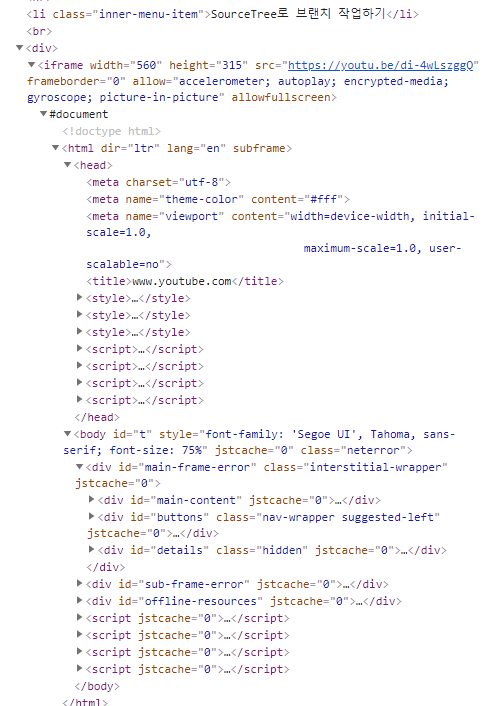 <li class="inner-menu-item">SourceTree로 브랜치 작업하기</li>
<br>
▼<div>
▼<iframe width="560" height="315" src="https://youtu.be/di-4wLszggQ"
frameborder="0" allow="accelerometer; autoplay; encrypted-media;
gyroscope; picture-in-picture" allowfullscreen>
▼#document
<!doctype html>
▼<html dir="ltr" lang="en" subframe>
▼<head>
<meta charset="utf-8">
<meta name="theme-color" content="#fff">
<meta name="viewport" content="width=device-width, initial-
scale=1.0,
maximum-scale=1.0, user-
scalable=no">
<title>www.youtube.com</title>
▶<style>…</style>
▶<style>…</style>
▶<style>…</style>
▶<script>…</script>
▶<script>…</script>
▶<script>…</script>
▶<script>…</script>
</head>
▼<body id="t" style="font-family: 'Segoe UI', Tahoma, sans-
serif; font-size: 75%" jstcache="0" class="neterror">
▼<div id="main-frame-error" class="interstitial-wrapper"
jstcache="0">
▶<div id="main-content" jstcache="0">…</div>
▶<div id="buttons" class="nav-wrapper suggested-left"
jstcache="0">…</div>
▶<div id="details" class="hidden" jstcache="0">…</div>
</div>
▶<div id="sub-frame-error" jstcache="0">…</div>
▶<div id="offline-resources" jstcache="0">…</div>
▶<script jstcache="0">…</script>
▶<script jstcache="0">…</script>
▶<script jstcache="0">…</script>
▶<script jstcache="0">…</script>
</body>
</html>